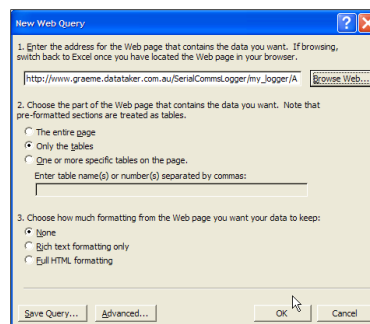 New Web Query
1. Enter the address for the Web page that contains the data you want. If browsing,
switch back to Excel once you have located the Web page in your browser.
http://www.graeme.datataker.com.au/SerialCommsLogger/my_logger/A
Browse Web...
2. Choose the part of the Web page that contains the data you want. Note that
pre-formatted sections are treated as tables.
The entire page
Only the tables
One or more specific tables on the page.
Enter table name(s) or number(s) separated by commas:
3. Choose how much formatting from the Web page you want your data to keep:
None
Rich text formatting only
Full HTML formatting
Save Query... Advanced... OK Cancel